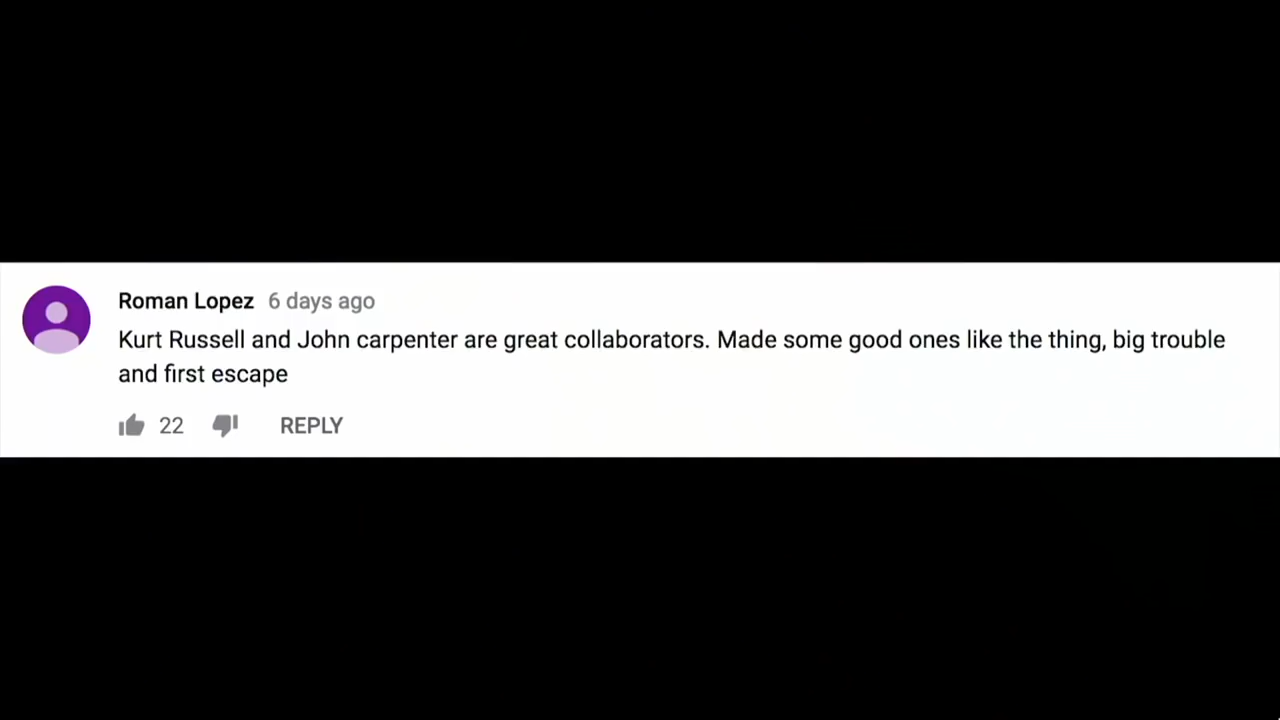 Roman Lopez 6 days ago
Kurt Russell and John carpenter are great collaborators. Made some good ones like the thing, big trouble
and first escape
22 REPLY